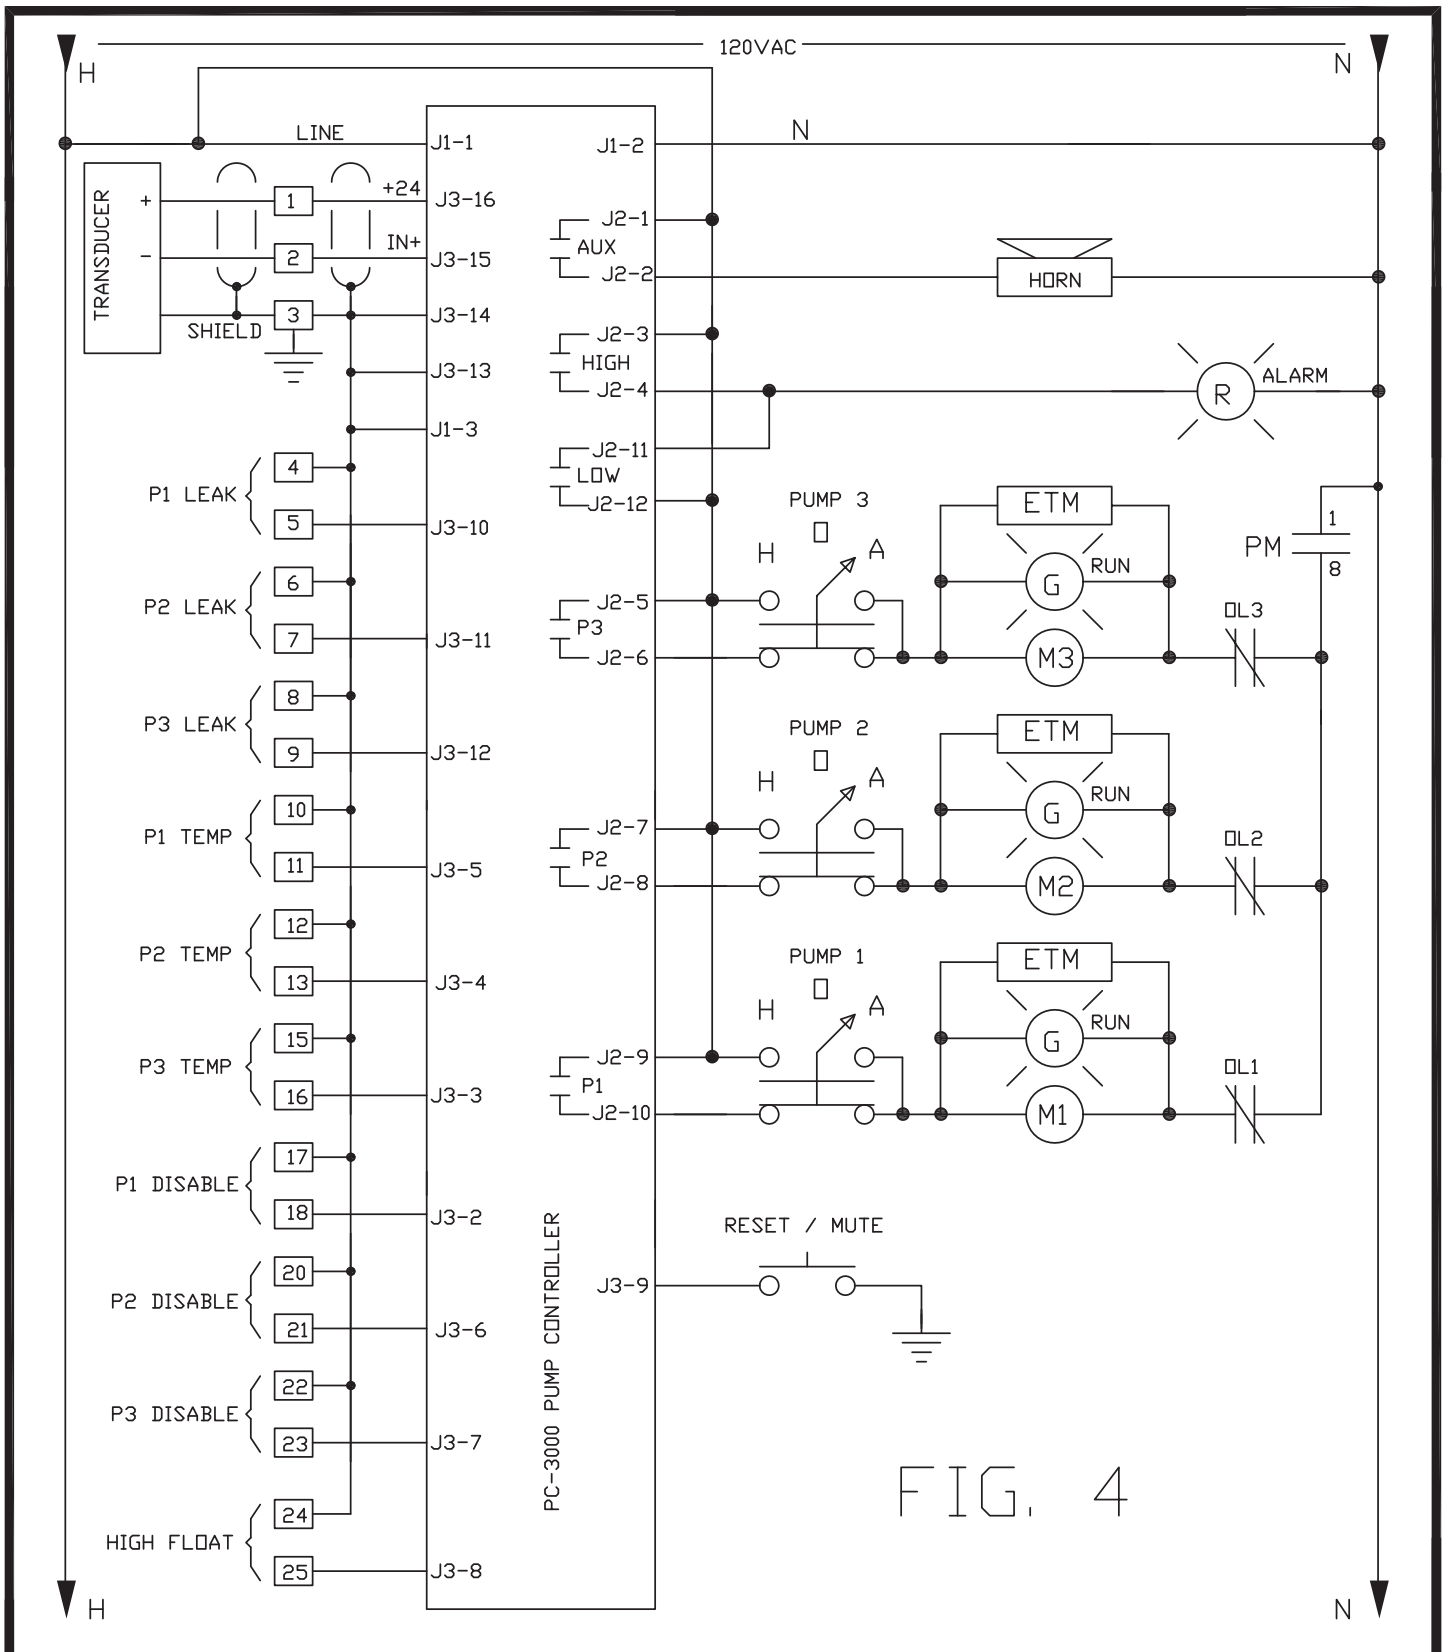 120VAC
H
N
LINE
J1-1
J1-2
N
TRANSDUCER
+
1
+24
J3-16
-
2
IN+
J3-15
SHIELD
3
J3-14
J3-13
J1-3
J2-1
AUX
J2-2
HORN
J2-3
HIGH
J2-4
R
ALARM
J2-11
LOW
J2-12
P1 LEAK
4
5
J3-10
P2 LEAK
6
7
J3-11
P3 LEAK
8
9
J3-12
P1 TEMP
10
11
J3-5
P2 TEMP
12
13
J3-4
P3 TEMP
15
16
J3-3
P1 DISABLE
17
18
J3-2
P2 DISABLE
20
21
J3-6
P3 DISABLE
22
23
J3-7
HIGH FLOAT
24
25
J3-8
PC-3000 PUMP CONTROLLER
PUMP 3
H
O
A
J2-5
P3
J2-6
ETM
G
RUN
M3
OL3
PM
1
8
PUMP 2
H
O
A
J2-7
P2
J2-8
ETM
G
RUN
M2
OL2
PUMP 1
H
O
A
J2-9
P1
J2-10
ETM
G
RUN
M1
OL1
RESET / MUTE
J3-9
FIG. 4
H
N